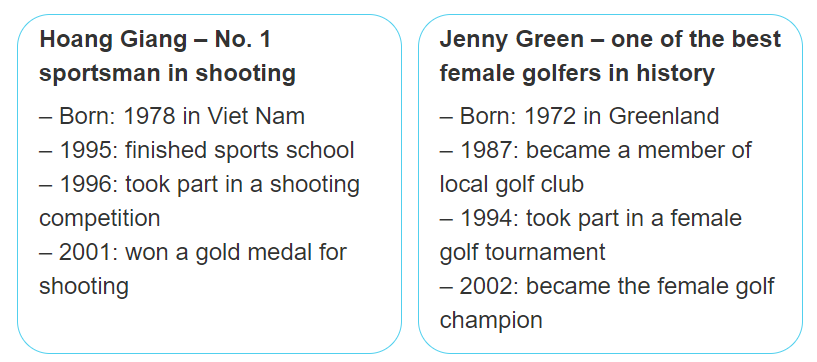 Hoang Giang – No. 1
sportsman in shooting
– Born: 1978 in Viet Nam
– 1995: finished sports school
– 1996: took part in a shooting
competition
– 2001: won a gold medal for
shooting
Jenny Green – one of the best
female golfers in history
– Born: 1972 in Greenland
– 1987: became a member of
local golf club
– 1994: took part in a female
golf tournament
– 2002: became the female golf
champion